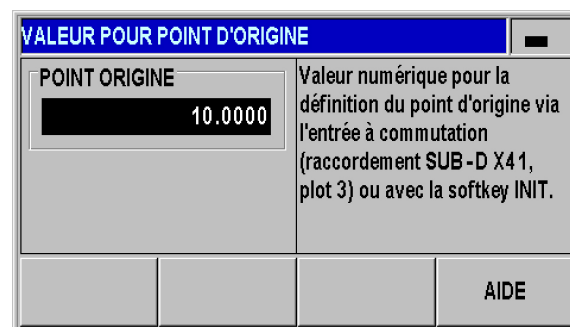 VALEUR POUR POINT D'ORIGINE
POINT ORIGINE
10.0000
Valeur numérique pour la
définition du point d'origine via
l'entrée à commutation
(raccordement SUB-D X41,
plot 3) ou avec la softkey INIT.
AIDE